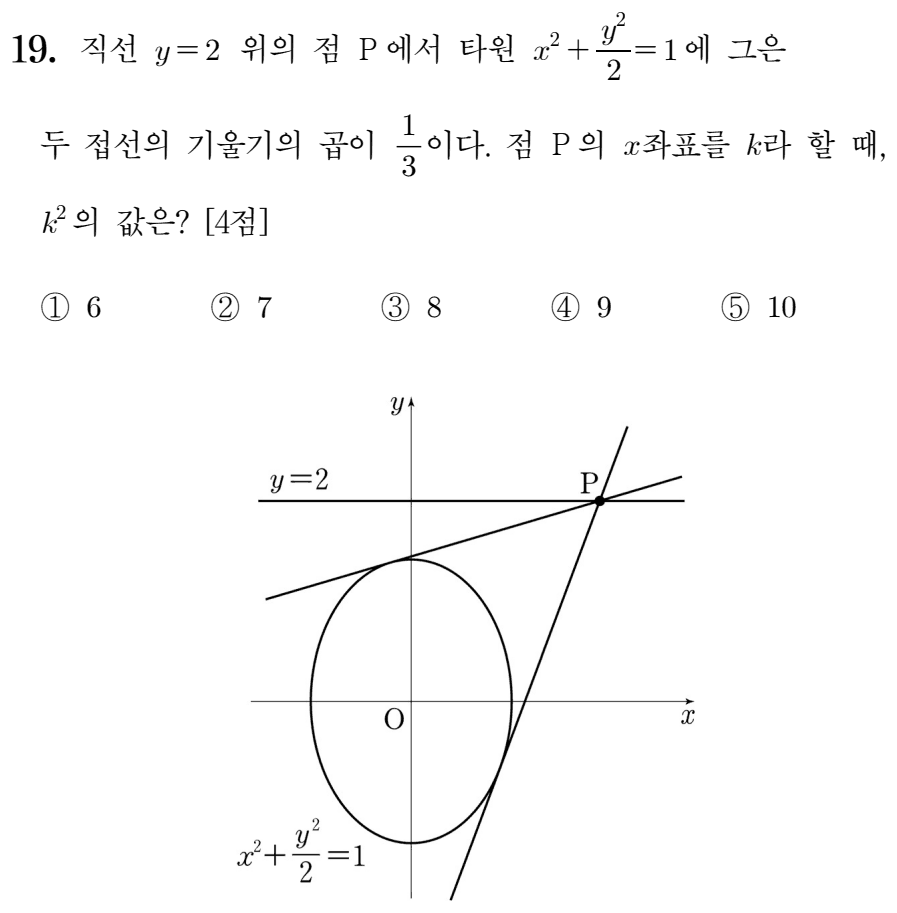 19. 직선 y=2 위의 점 P에서 타원 x²+y²/2=1에 그은
두 접선의 기울기의 곱이 1/3이다. 점 P의 x좌표를 k라 할 때,
k²의 값은? [4점]
① 6 ② 7 ③ 8 ④ 9 ⑤ 10
y
y=2
P
O
x
x²+y²/2=1